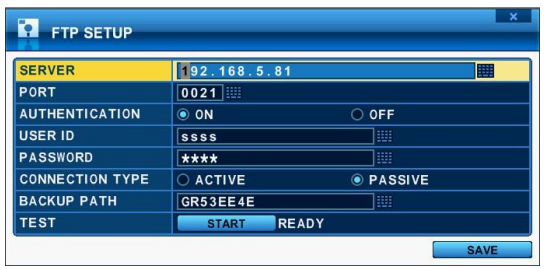 FTP SETUP
SERVER 192.168.5.81
PORT 0021
AUTHENTICATION ON OFF
USER ID ssss
PASSWORD ****
CONNECTION TYPE ACTIVE PASSIVE
BACKUP PATH GR53EE4E
TEST START READY
SAVE